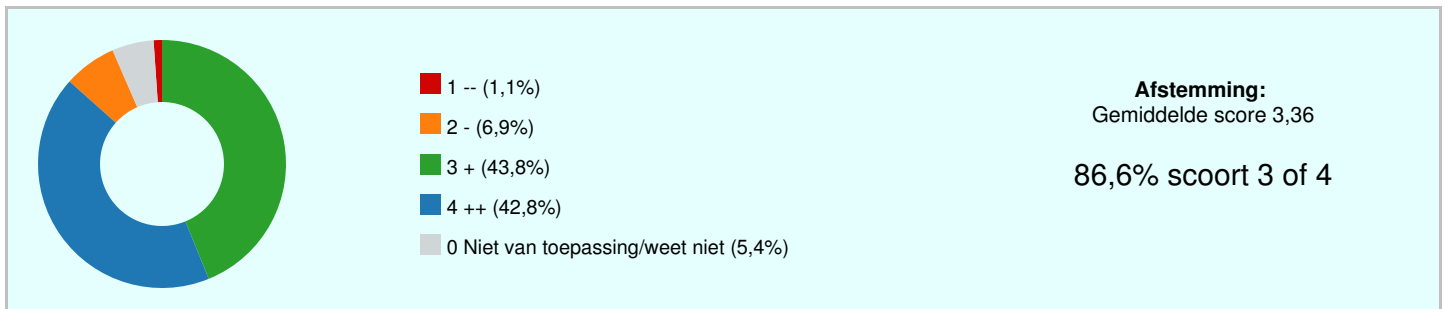 1 -- (1,1%)
2 - (6,9%)
3 + (43,8%)
4 ++ (42,8%)
0 Niet van toepassing/weet niet (5,4%)
Afstemming:
Gemiddelde score 3,36
86,6% scoort 3 of 4